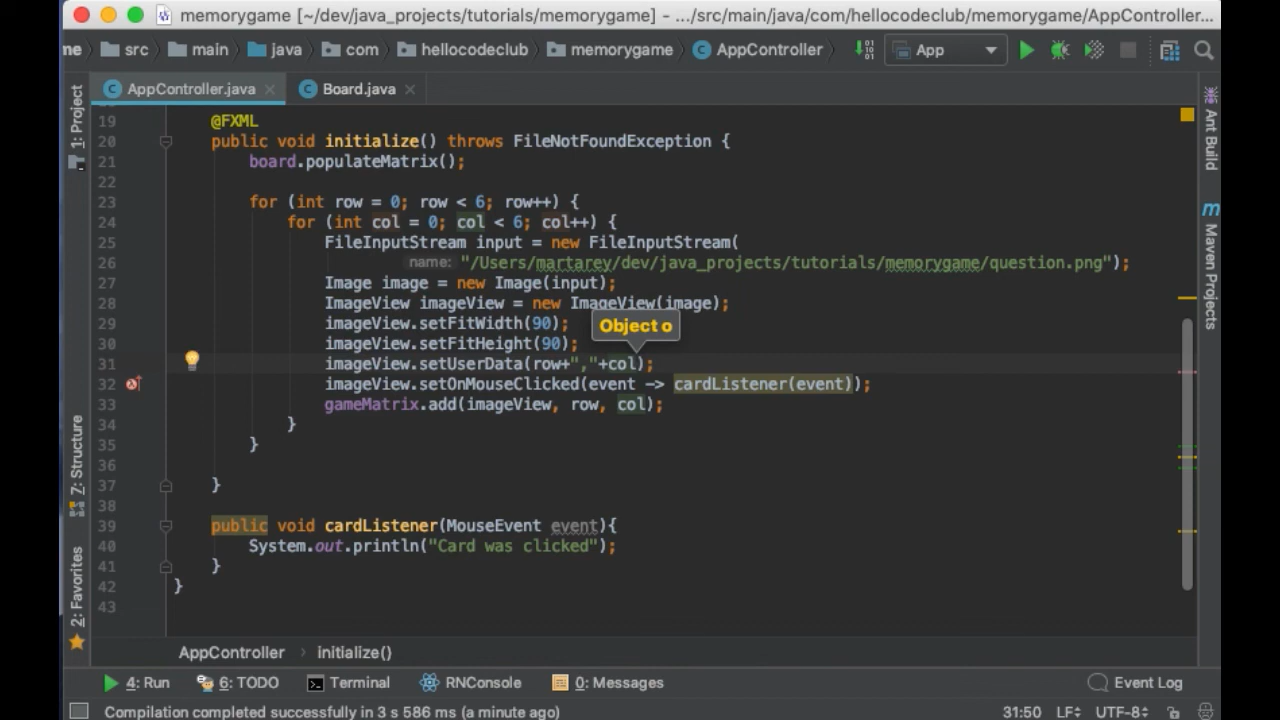 memorygame [~/dev/java_projects/tutorials/memorygame] - .../src/main/java/com/hellocodeclub/memorygame/AppController...
me src main java com hellocodeclub memorygame AppController App
AppController.java Board.java
1: Project
Z: Structure
2: Favorites
Ant Build
m Maven Projects
19 @FXML
20 public void initialize() throws FileNotFoundException {
21 board.populateMatrix();
22
23 for (int row = 0; row < 6; row++) {
24 for (int col = 0; col < 6; col++) {
25 FileInputStream input = new FileInputStream(
26 name: "/Users/martarey/dev/java_projects/tutorials/memorygame/question.png");
27 Image image = new Image(input);
28 ImageView imageView = new ImageView(image);
29 imageView.setFitWidth(90);
Object o
30 imageView.setFitHeight(90);
31 imageView.setUserData(row+","+col);
32 imageView.setOnMouseClicked(event -> cardListener(event));
33 gameMatrix.add(imageView, row, col);
34 }
35 }
36
37 }
38
39 public void cardListener(MouseEvent event){
40 System.out.println("Card was clicked");
41 }
42 }
43
AppController › initialize()
4: Run 6: TODO Terminal RNConsole 0: Messages Event Log
Compilation completed successfully in 3 s 586 ms (a minute ago) 31:50 LF÷ UTF-8÷